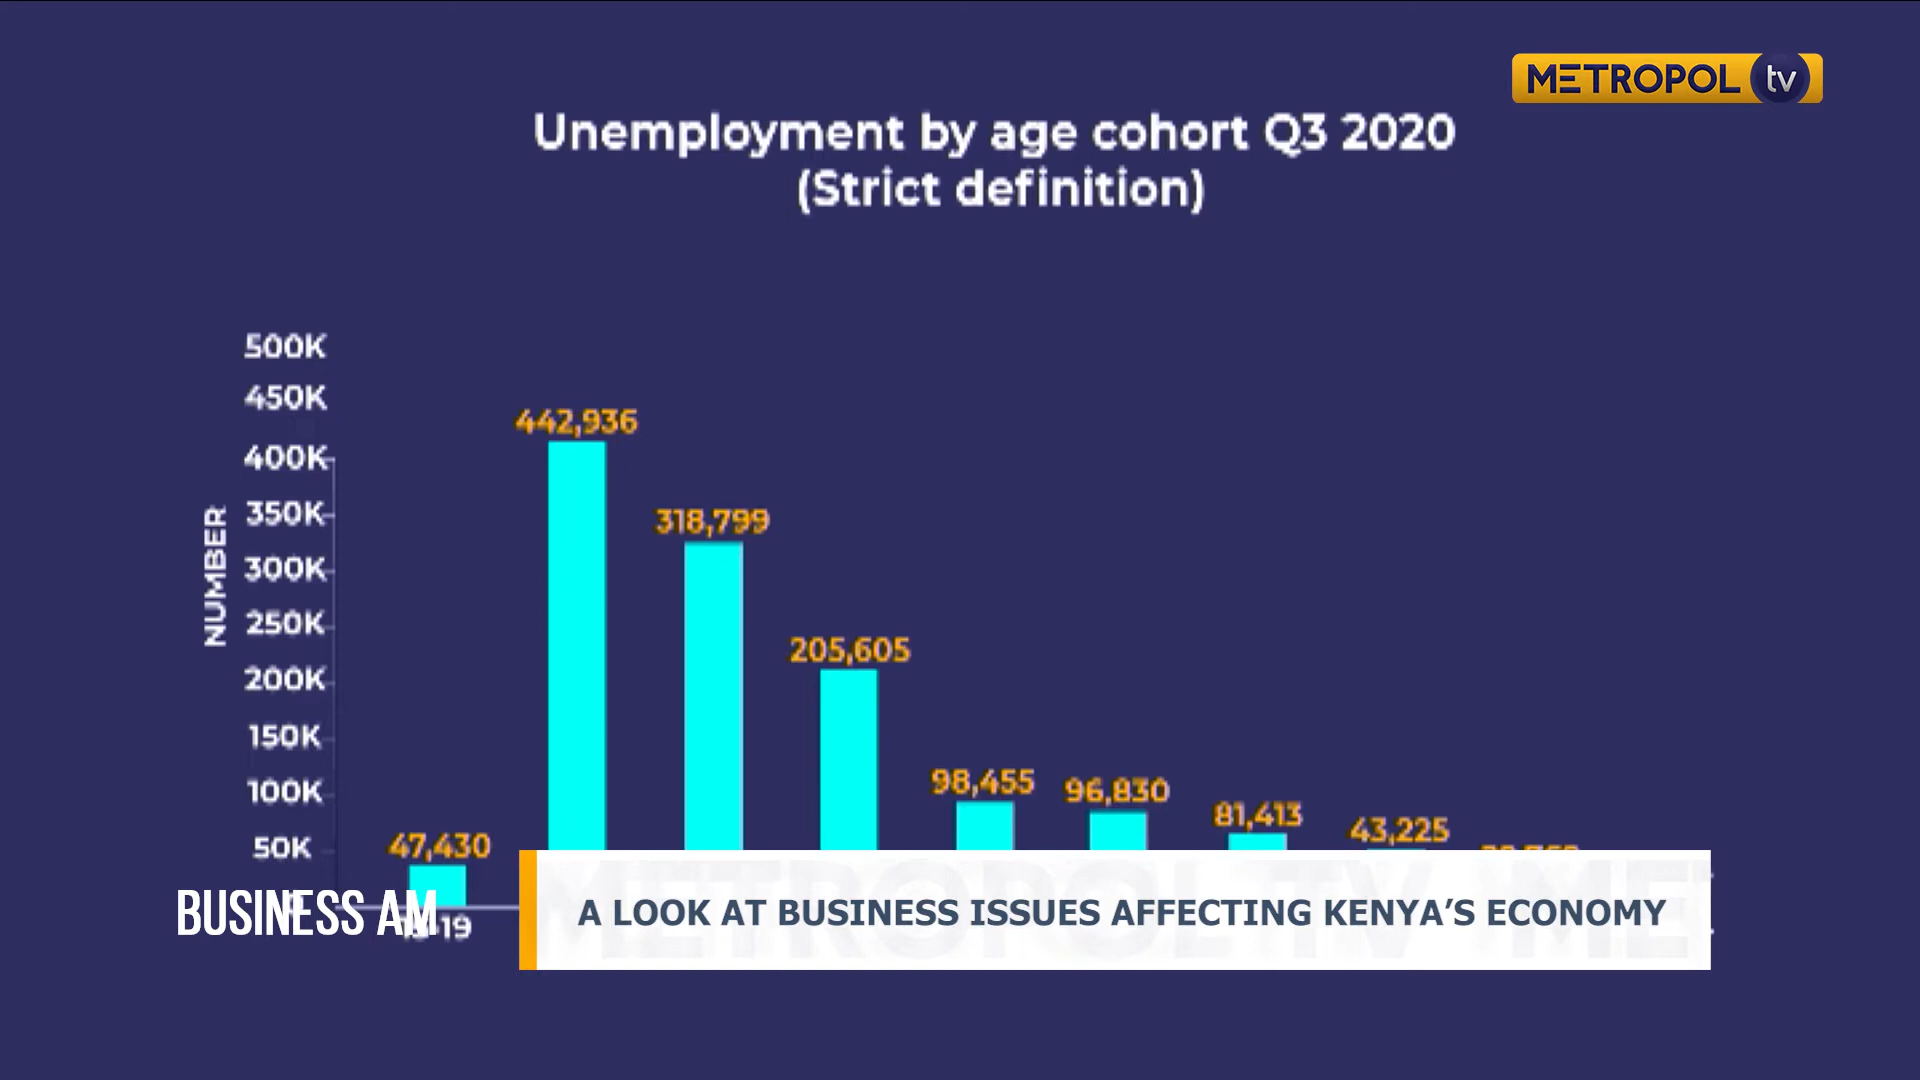 METROPOL tv
Unemployment by age cohort Q3 2020
(Strict definition)
500K
450K
400K
350K
300K
250K
200K
150K
100K
50K
NUMBER
442,936
318,799
205,605
98,455
96,830
81,413
43,225
47,430
BUSINESS AM
A LOOK AT BUSINESS ISSUES AFFECTING KENYA’S ECONOMY